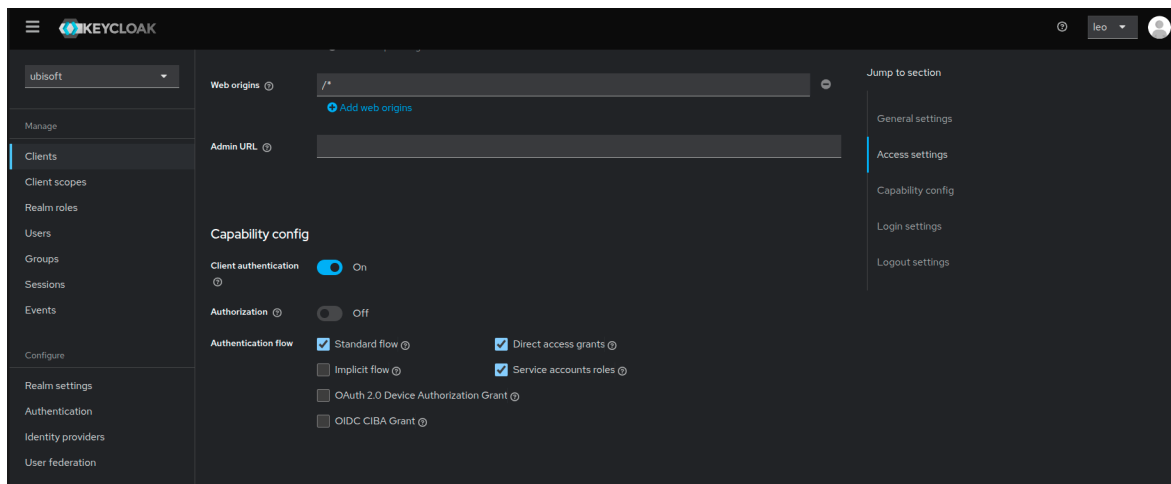 KEYCLOAK
leo
ubisoft
Manage
Clients
Client scopes
Realm roles
Users
Groups
Sessions
Events
Configure
Realm settings
Authentication
Identity providers
User federation
Web origins
/*
Add web origins
Admin URL
Capability config
Client authentication
On
Authorization
Off
Authentication flow
Standard flow
Direct access grants
Implicit flow
Service accounts roles
OAuth 2.0 Device Authorization Grant
OIDC CIBA Grant
Jump to section
General settings
Access settings
Capability config
Login settings
Logout settings